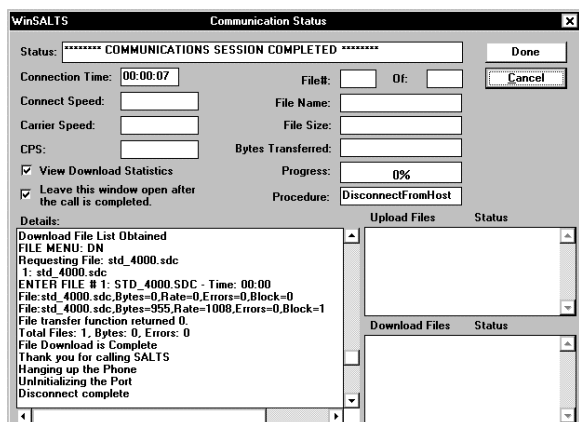 WinSALTS Communication Status
Status: ******** COMMUNICATIONS SESSION COMPLETED ********
Done
Connection Time: 00:00:07
File#: Of:
Cancel
Connect Speed:
File Name:
Carrier Speed:
File Size:
CPS:
Bytes Transferred:
View Download Statistics
Progress: 0%
Leave this window open after
the call is completed.
Procedure: DisconnectFromHost
Details:
Download File List Obtained
FILE MENU: DN
Requesting File: std_4000.sdc
1: std_4000.sdc
ENTER FILE # 1: STD_4000.SDC - Time: 00:00
File:std_4000.sdc,Bytes=0,Rate=0,Errors=0,Block=0
File:std_4000.sdc,Bytes=955,Rate=1008,Errors=0,Block=1
File transfer function returned 0.
Total Files: 1, Bytes: 0, Errors: 0
File Download is Complete
Thank you for calling SALTS
Hanging up the Phone
UnInitializing the Port
Disconnect complete
Upload Files Status
Download Files Status